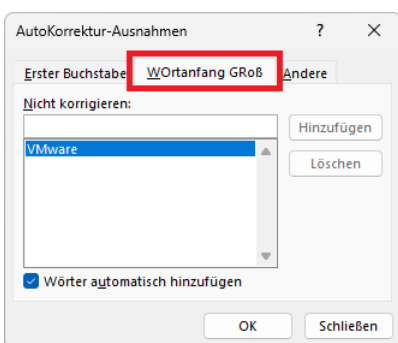 AutoKorrektur-Ausnahmen ?
Erster Buchstabe WOrtanfang GRoß Andere
Nicht korrigieren:
Hinzufügen
VMware
Löschen
Wörter automatisch hinzufügen
OK Schließen